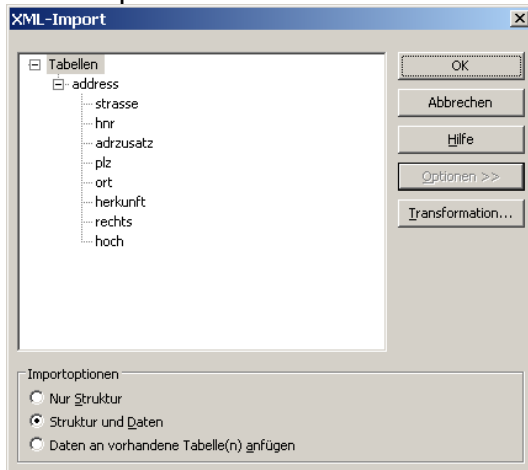 XML-Import
Tabellen
address
strasse
hnr
adrzusatz
plz
ort
herkunft
rechts
hoch
OK
Abbrechen
Hilfe
Optionen >>
Transformation...
Importoptionen
Nur Struktur
Struktur und Daten
Daten an vorhandene Tabelle(n) anfügen